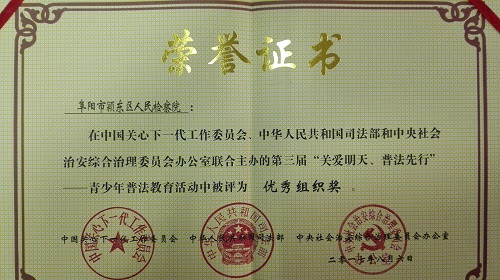 荣誉证书
阜阳市颍东区人民检察院：
在中国关心下一代工作委员会、中华人民共和国司法部和中央社会
治安综合治理委员会办公室联合主办的第三届“关爱明天、普法先行”
——青少年普法教育活动中被评为 优秀组织奖。
中国关心下一代工作委员会 中华人民共和国司法部 中央社会治安综合治理委员会办公室